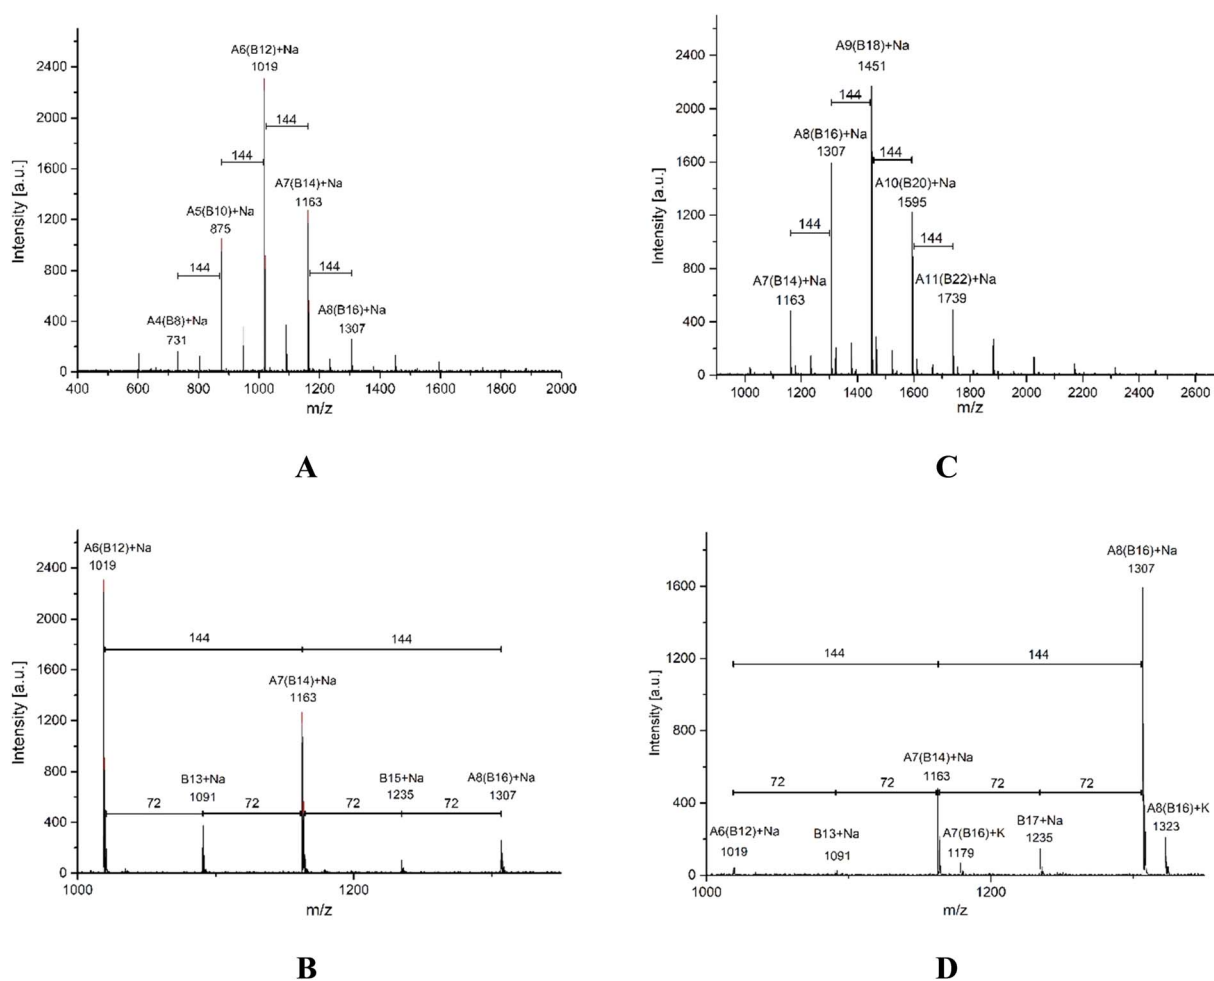 A6(B12)+Na
1019
2400
144
2000
144
1600
A7(B14)+Na
1163
A5(B10)+Na
875
1200
144
144
800
A8(B16)+Na
1307
A4(B8)+Na
731
400
0
400 600 800 1000 1200 1400 1600 1800 2000
m/z
Intensity [a.u.]
A
A9(B18)+Na
1451
2400
144
2000
A8(B16)+Na
1307
144
1600
A10(B20)+Na
1595
1200
144
144
A7(B14)+Na
1163
A11(B22)+Na
1739
800
400
0
1000 1200 1400 1600 1800 2000 2200 2400 2600
m/z
Intensity [a.u.]
C
A6(B12)+Na
1019
2400
2000
144 144
1600
A7(B14)+Na
1163
1200
800
B13+Na
1091
B15+Na
1235
A8(B16)+Na
1307
72 72 72 72
400
0
1000 1200
m/z
Intensity [a.u.]
B
A8(B16)+Na
1307
1600
1200
144 144
800
A7(B14)+Na
1163
72 72 72 72
400
A6(B12)+Na
1019
B13+Na
1091
A7(B16)+K
1179
B17+Na
1235
A8(B16)+K
1323
0
1000 1200
m/z
Intensity [a.u.]
D